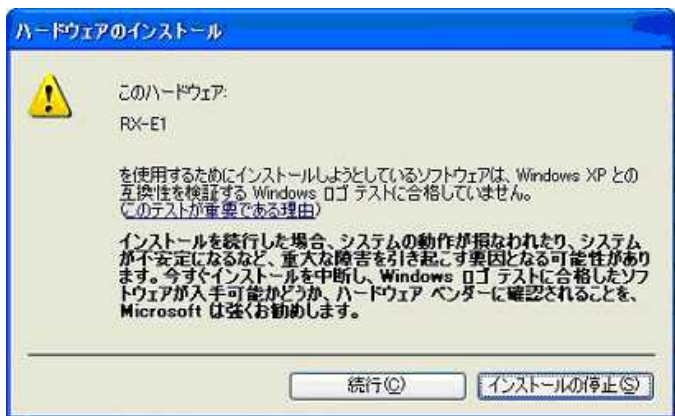 ハードウェアのインストール
このハードウェア:
RX-E1
を使用するためにインストールしようとしているソフトウェアは、Windows XP との
互換性を検証する Windows ロゴ テストに合格していません。
(このテストが重要である理由)
インストールを続行した場合、システムの動作が損なわれたり、システム
が不安定になるなど、重大な障害を引き起こす要因となる可能性があり
ます。今すぐインストールを中断し、Windows ロゴ テストに合格したソフ
トウェアが入手可能かどうか、ハードウェア ベンダーに確認されることを、
Microsoft は強くお勧めします。
続行(C)
インストールの停止(S)